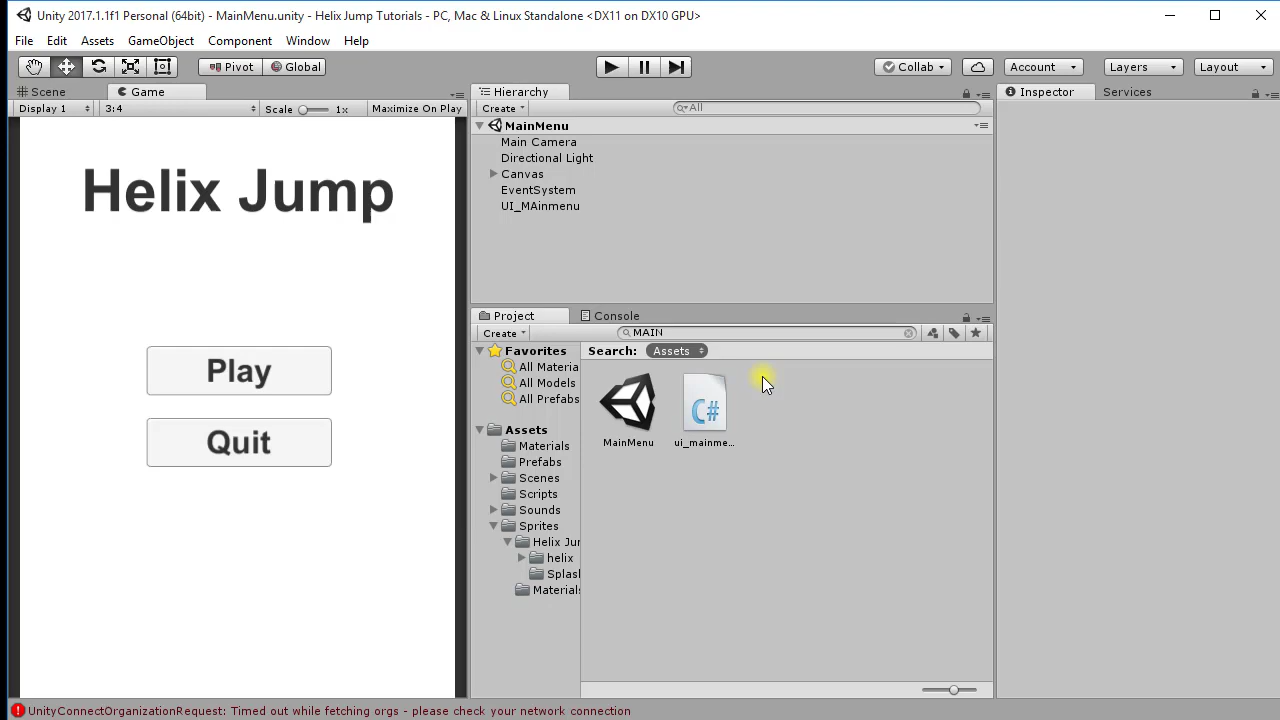 Unity 2017.1.1f1 Personal (64bit) - MainMenu.unity - Helix Jump Tutorials - PC, Mac & Linux Standalone <DX11 on DX10 GPU>
File Edit Assets GameObject Component Window Help
Pivot Global Collab Account Layers Layout
Scene Game Hierarchy Inspector Services
Display 1 3:4 Scale 1x Maximize On Play Create All
MainMenu
Main Camera
Directional Light
Canvas
EventSystem
UI_MAinmenu
Helix Jump
Project Console
Create MAIN
Favorites Search: Assets
All Materia
All Models
All Prefabs
Play
Assets
Materials
MainMenu ui_mainme...
Quit
Prefabs
Scenes
Scripts
Sounds
Sprites
Helix Jur
helix
Splash
Materials
UnityConnectOrganizationRequest: Timed out while fetching orgs - please check your network connection